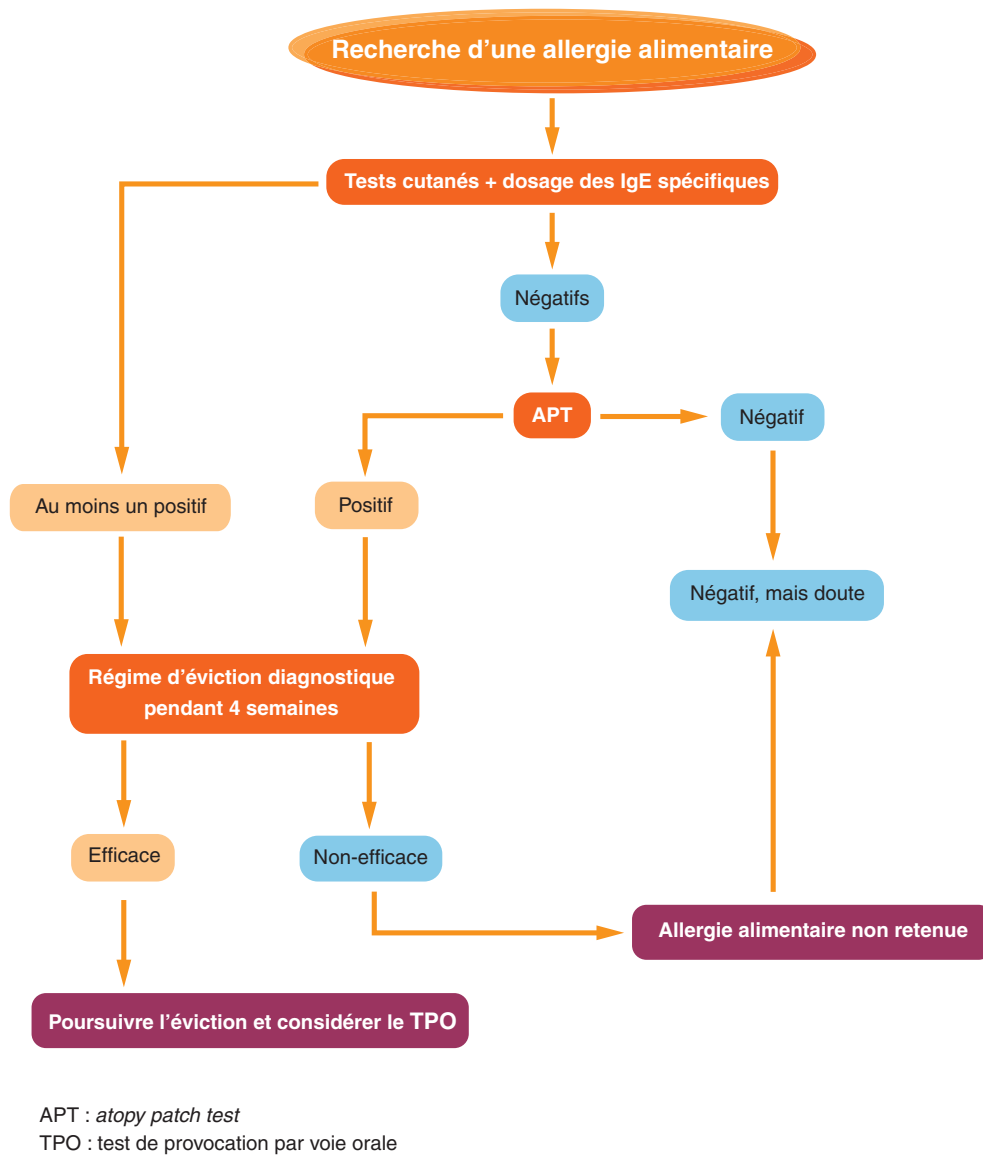 Recherche d'une allergie alimentaire
Tests cutanés + dosage des IgE spécifiques
Négatifs
APT
Négatif
Au moins un positif
Positif
Négatif, mais doute
Régime d'éviction diagnostique
pendant 4 semaines
Efficace
Non-efficace
Allergie alimentaire non retenue
Poursuivre l'éviction et considérer le TPO
APT : atopy patch test
TPO : test de provocation par voie orale